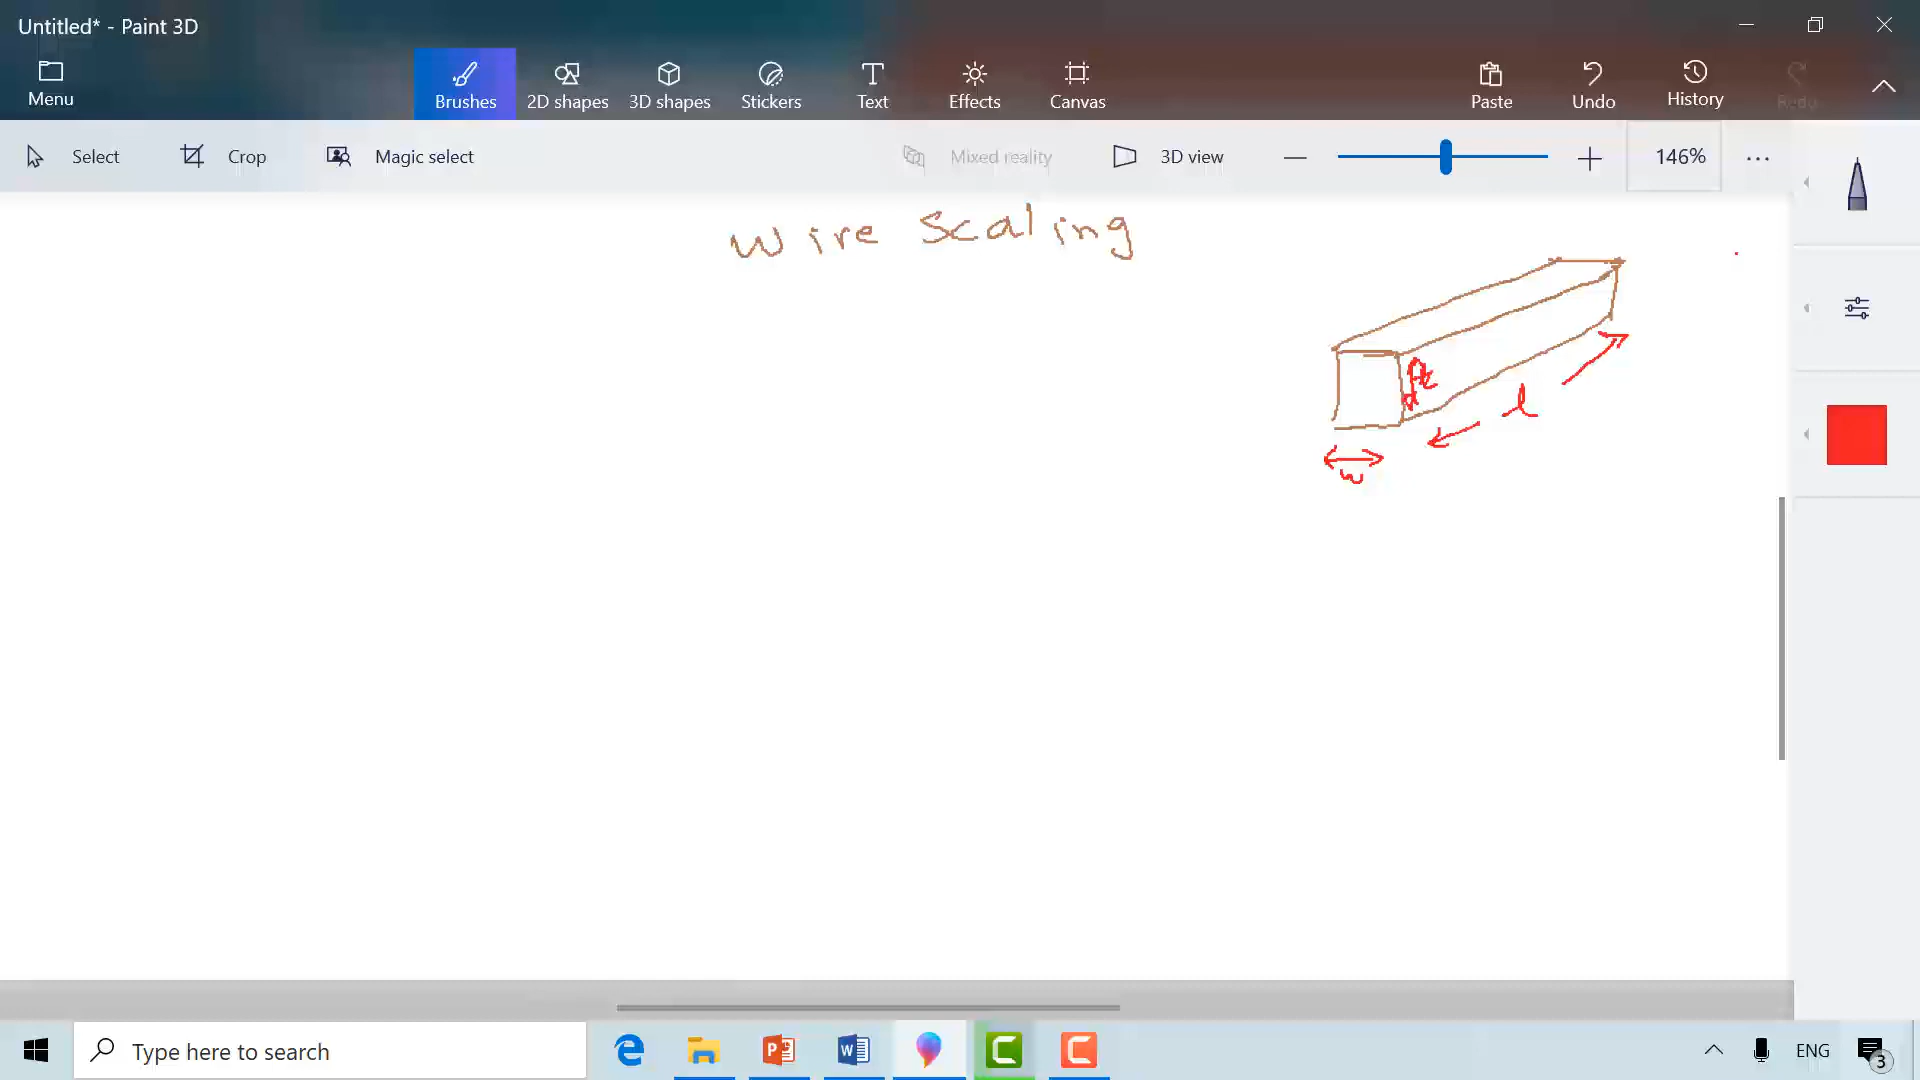 Untitled* - Paint 3D
Menu
Brushes
2D shapes
3D shapes
Stickers
Text
Effects
Canvas
Paste
Undo
History
Redo
Select
Crop
Magic select
Mixed reality
3D view
146%
wire scaling
t
l
w
Type here to search
ENG
3